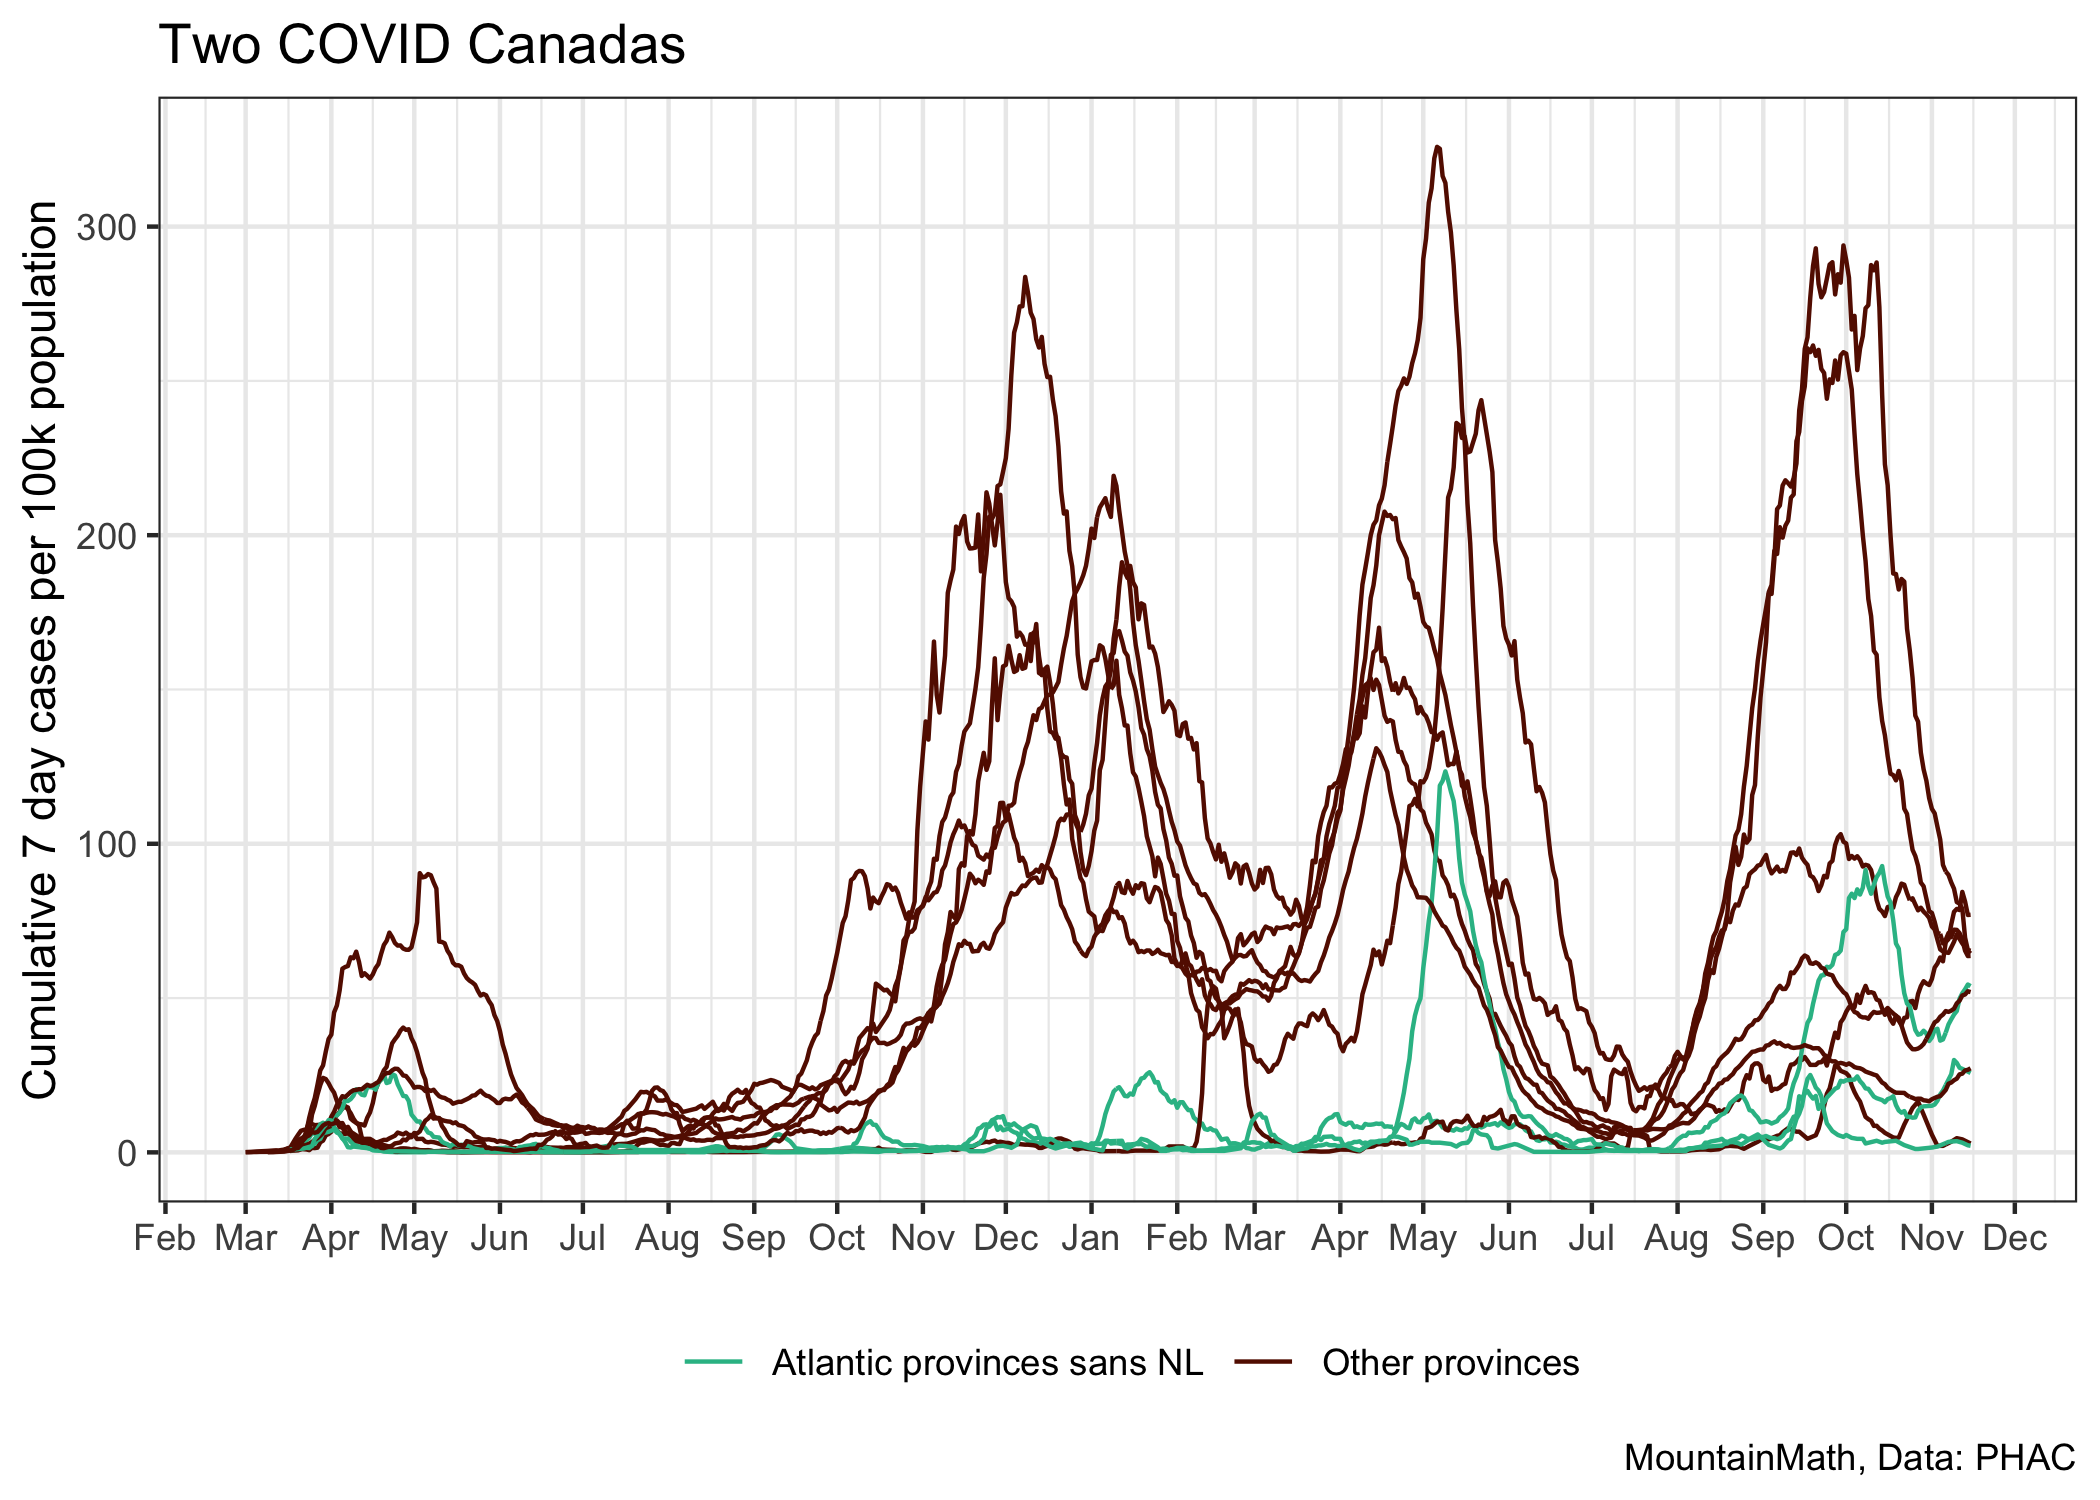 Two COVID Canadas
Cumulative 7 day cases per 100k population
300
200
100
0
Feb Mar Apr May Jun Jul Aug Sep Oct Nov Dec Jan Feb Mar Apr May Jun Jul Aug Sep Oct Nov Dec
Atlantic provinces sans NL Other provinces
MountainMath, Data: PHAC